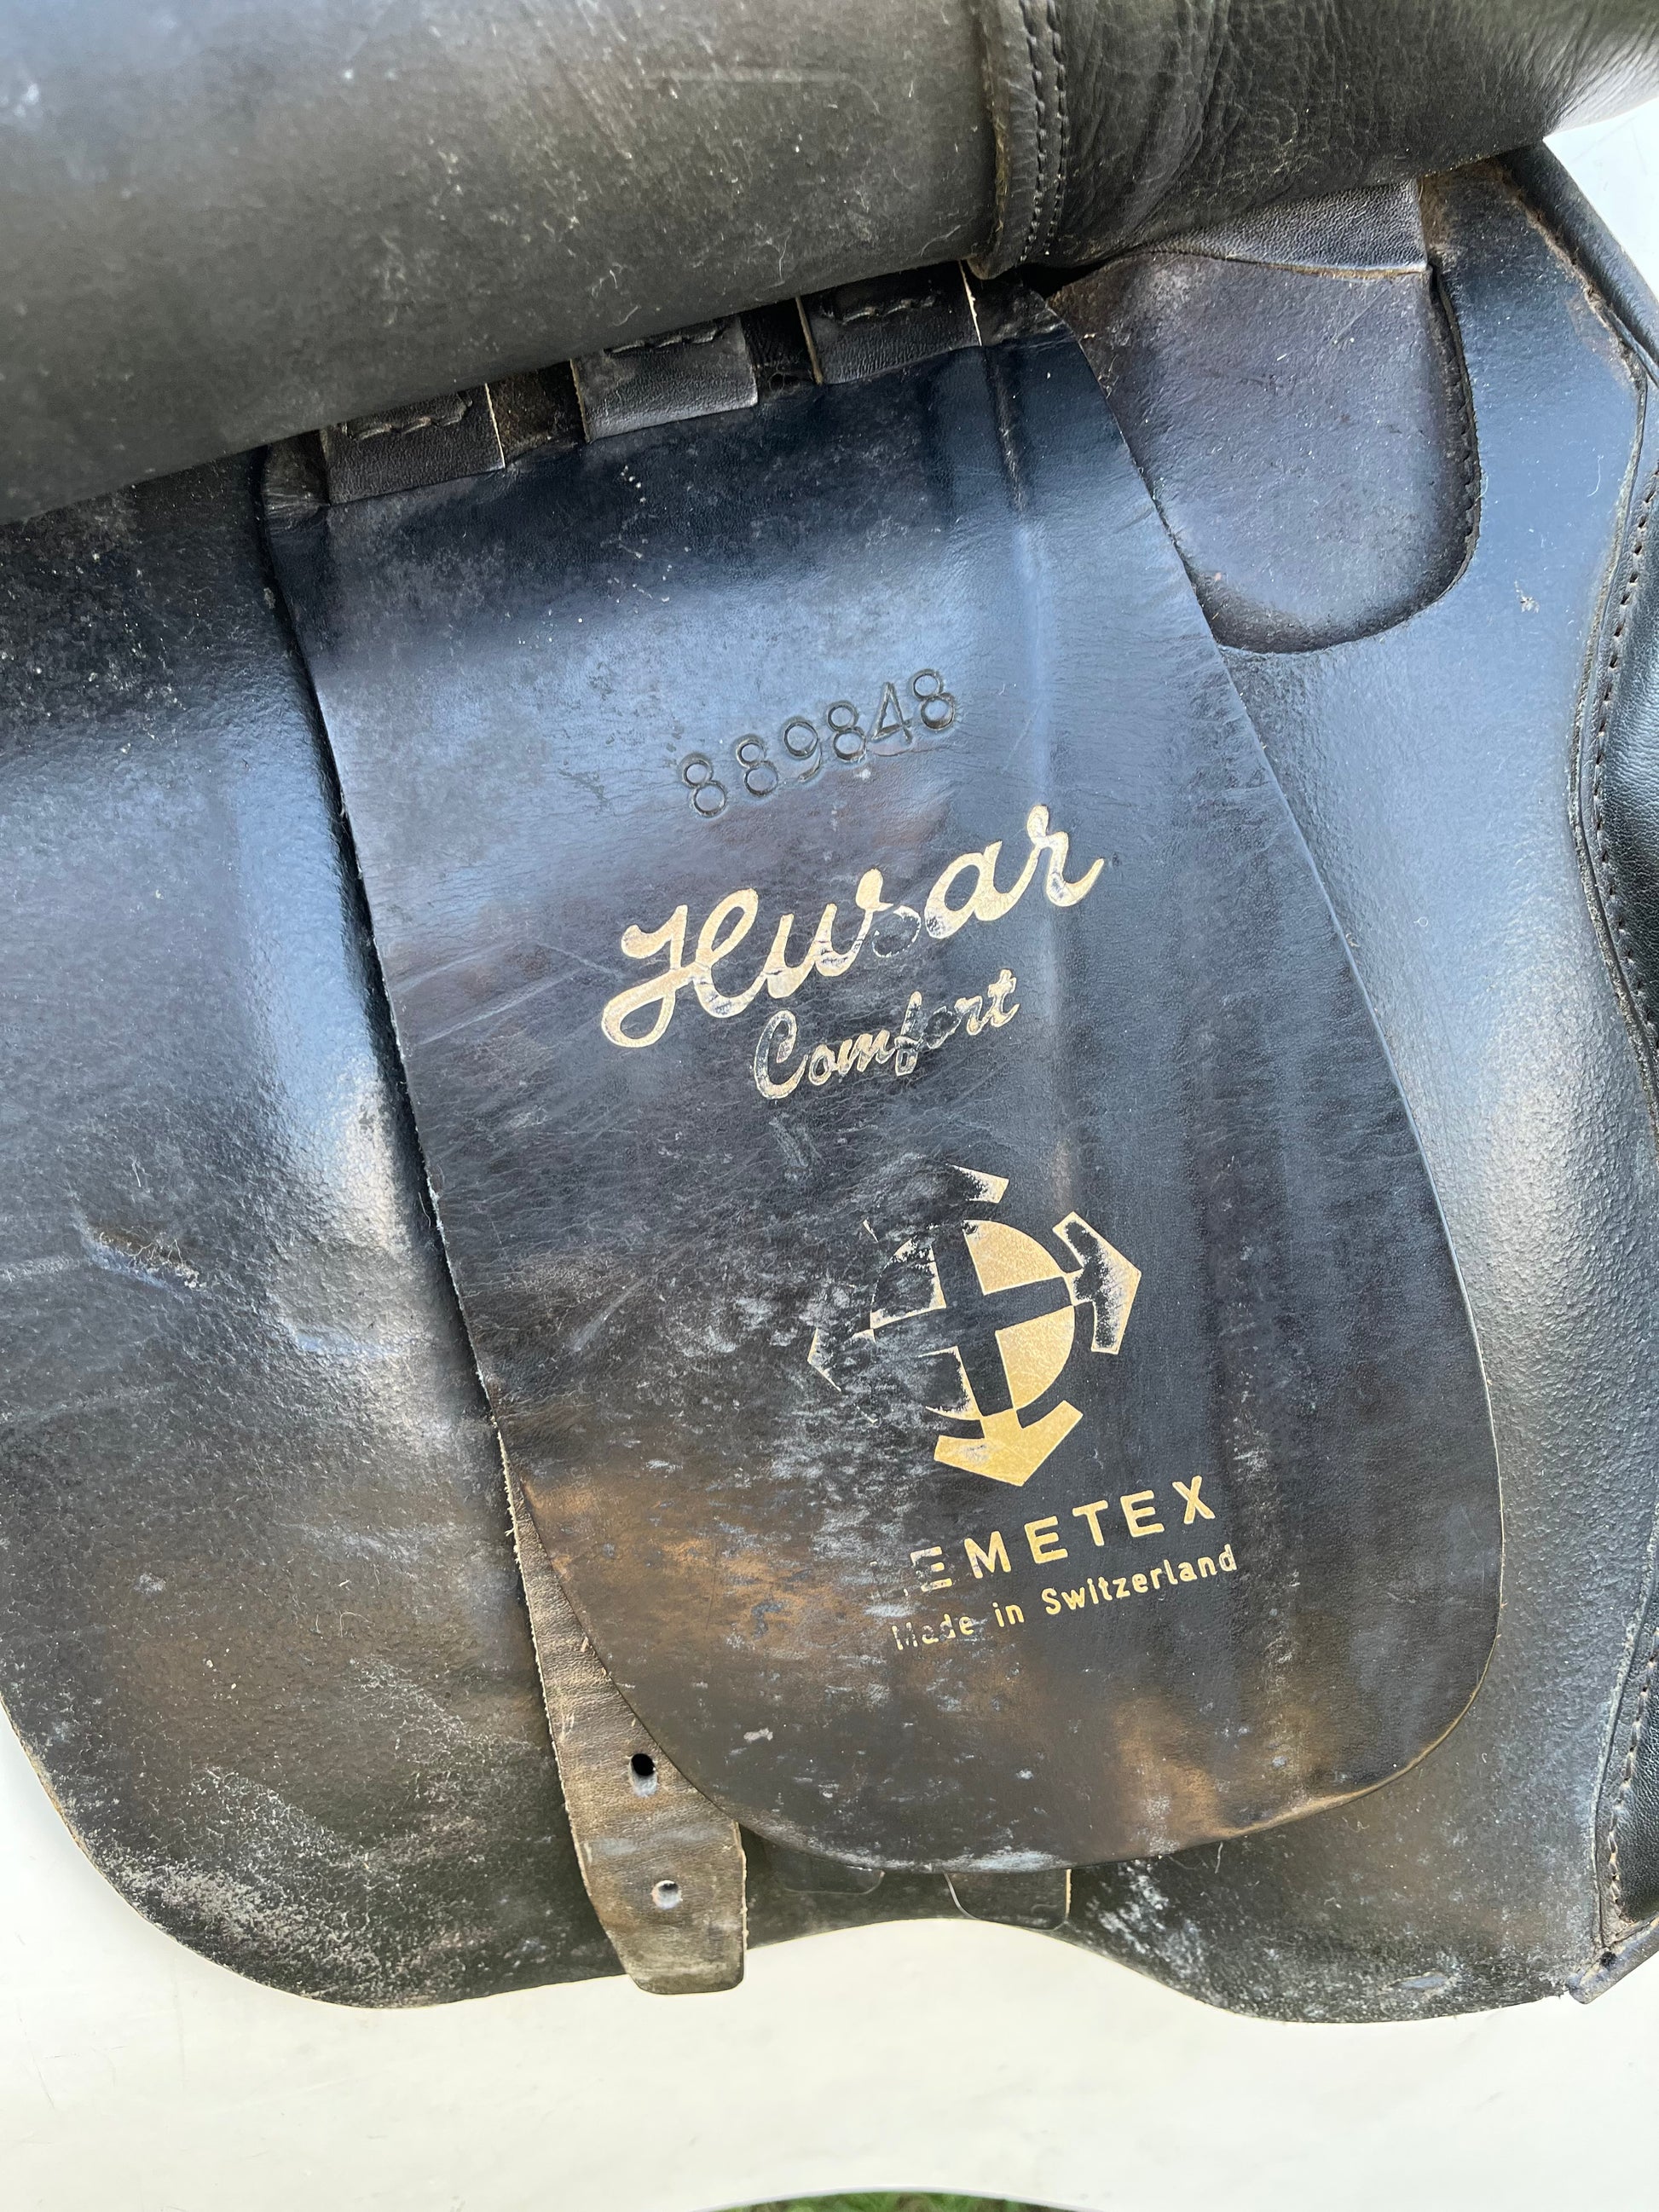 889848
Husar
Comfort
EMETEX
Made in Switzerland